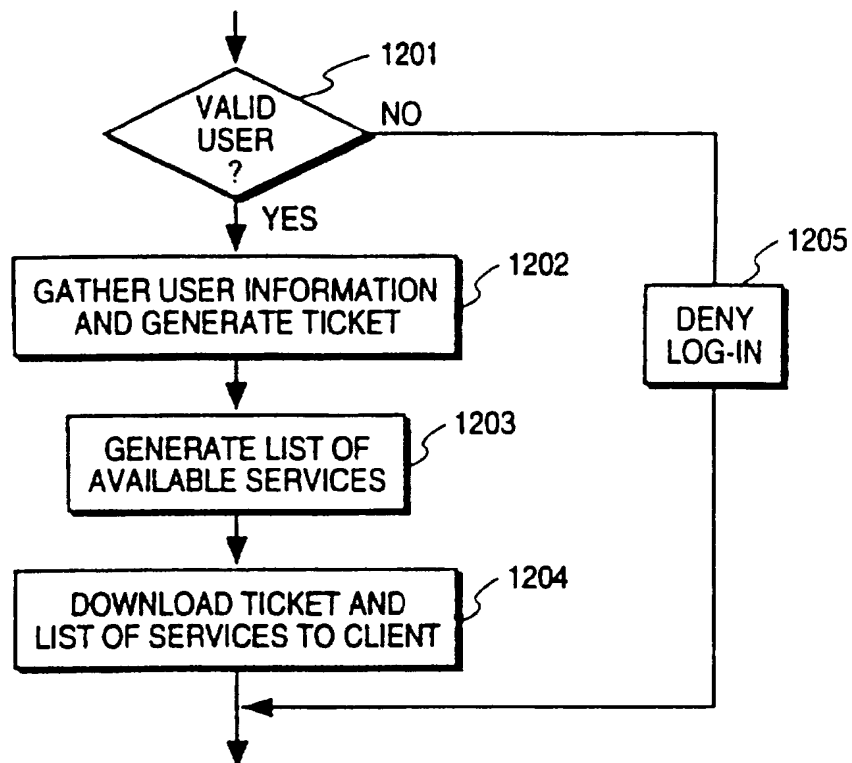 1201
VALID
USER
?
NO
YES
1202
GATHER USER INFORMATION
AND GENERATE TICKET
1205
DENY
LOG-IN
1203
GENERATE LIST OF
AVAILABLE SERVICES
1204
DOWNLOAD TICKET AND
LIST OF SERVICES TO CLIENT